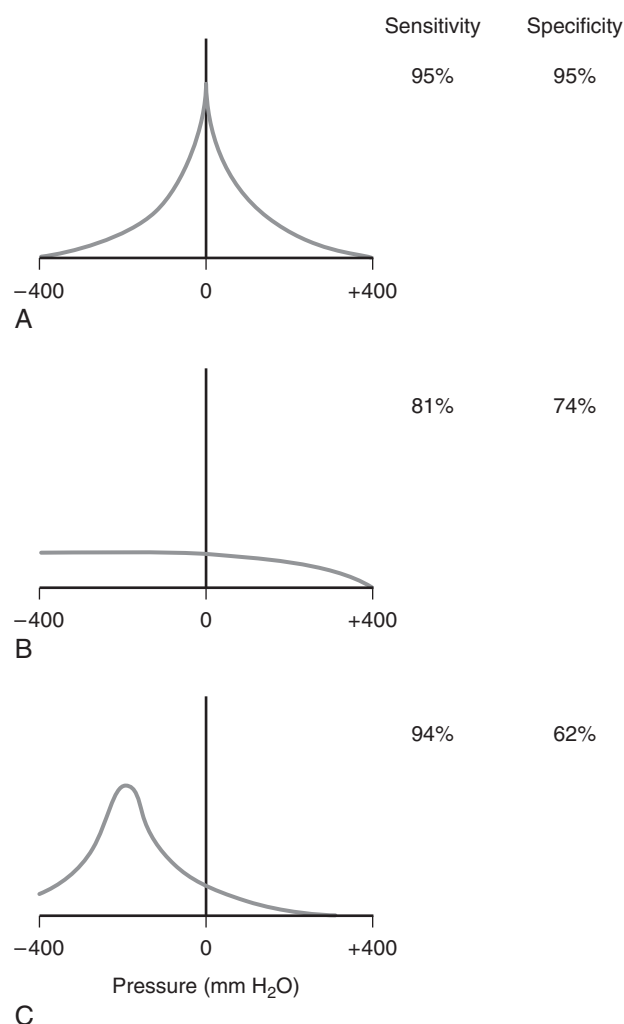 Sensitivity Specificity
95% 95%
−400 0 +400
A
81% 74%
−400 0 +400
B
94% 62%
−400 0 +400
Pressure (mm H₂O)
C